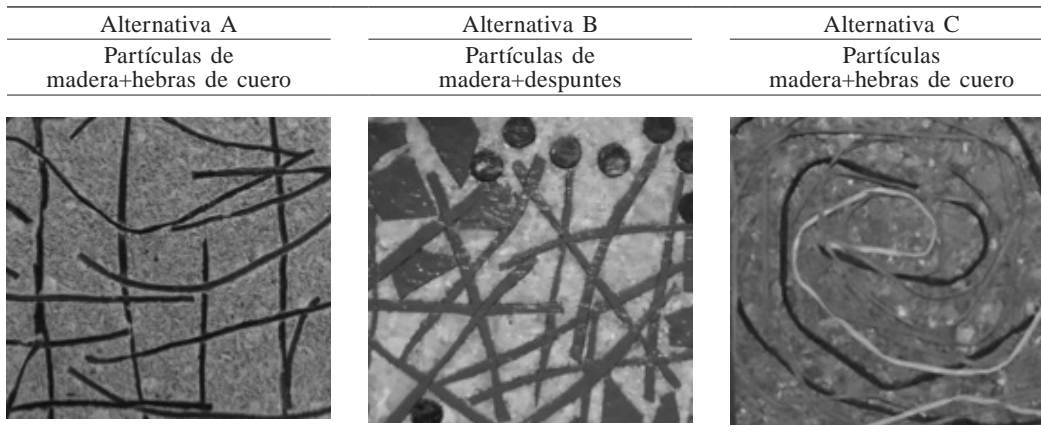 Alternativa A
Partículas de
madera+hebras de cuero
Alternativa B
Partículas de
madera+despuntes
Alternativa C
Partículas
madera+hebras de cuero